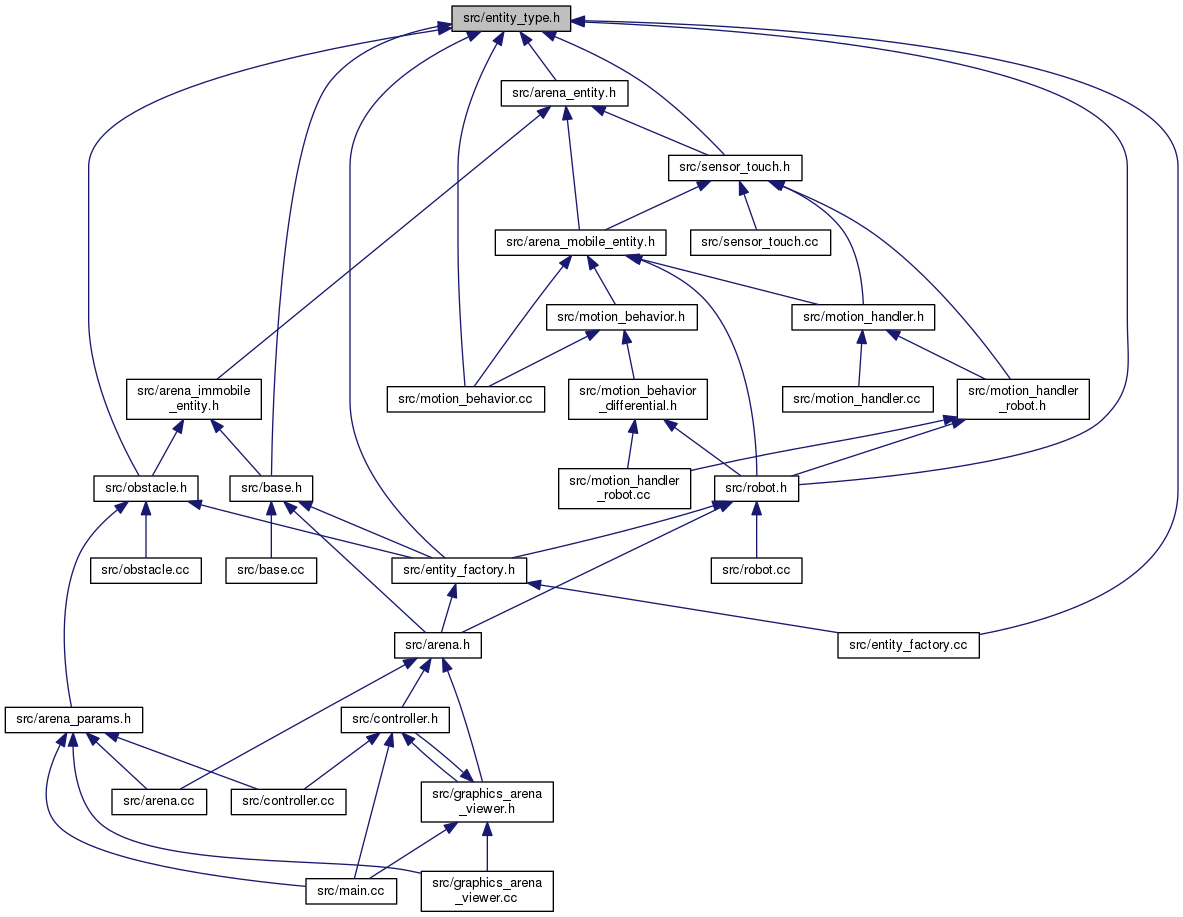 src/entity_type.h
src/arena_entity.h
src/sensor_touch.h
src/arena_mobile_entity.h
src/sensor_touch.cc
src/motion_behavior.h
src/motion_handler.h
src/arena_immobile
_entity.h
src/motion_behavior.cc
src/motion_behavior
_differential.h
src/motion_handler.cc
src/motion_handler
_robot.h
src/obstacle.h
src/base.h
src/motion_handler
_robot.cc
src/robot.h
src/obstacle.cc
src/base.cc
src/entity_factory.h
src/robot.cc
src/arena.h
src/entity_factory.cc
src/arena_params.h
src/controller.h
src/arena.cc
src/controller.cc
src/graphics_arena
_viewer.h
src/main.cc
src/graphics_arena
_viewer.cc